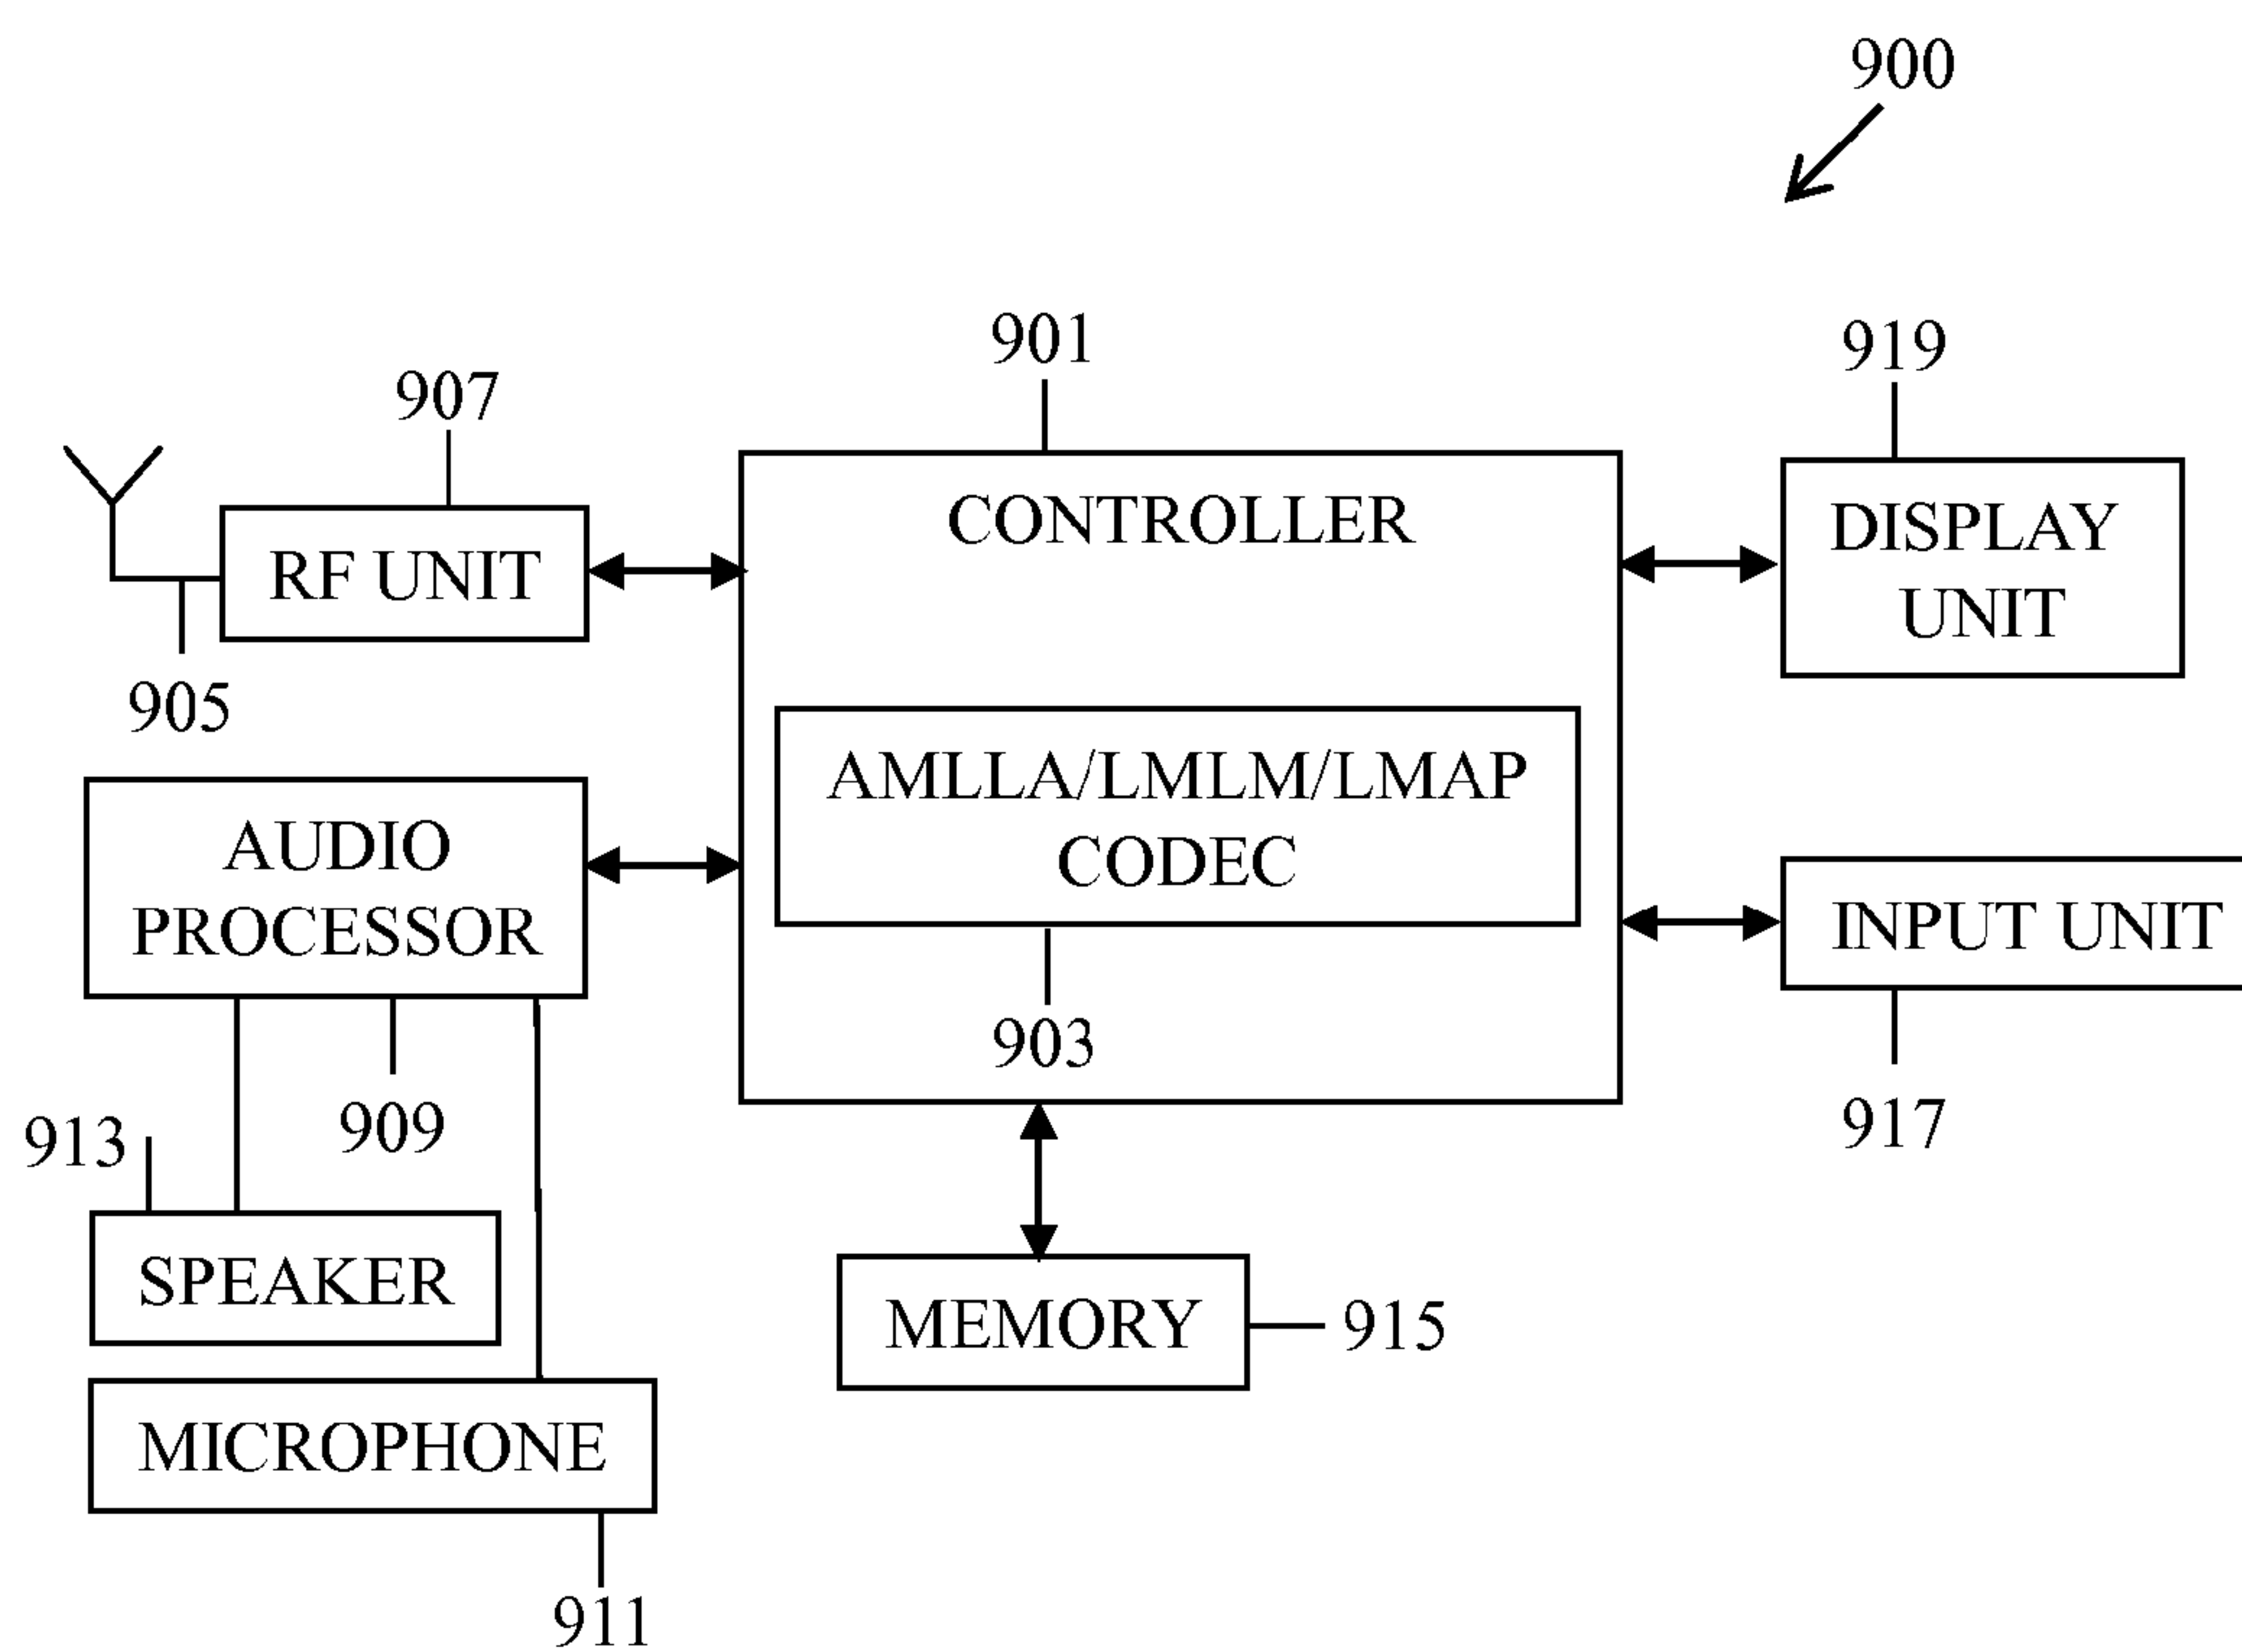 900
901
919
907
CONTROLLER
DISPLAY
UNIT
RF UNIT
905
AMLLA/LMLM/LMAP
CODEC
AUDIO
PROCESSOR
INPUT UNIT
903
913
909
917
SPEAKER
MEMORY
915
MICROPHONE
911